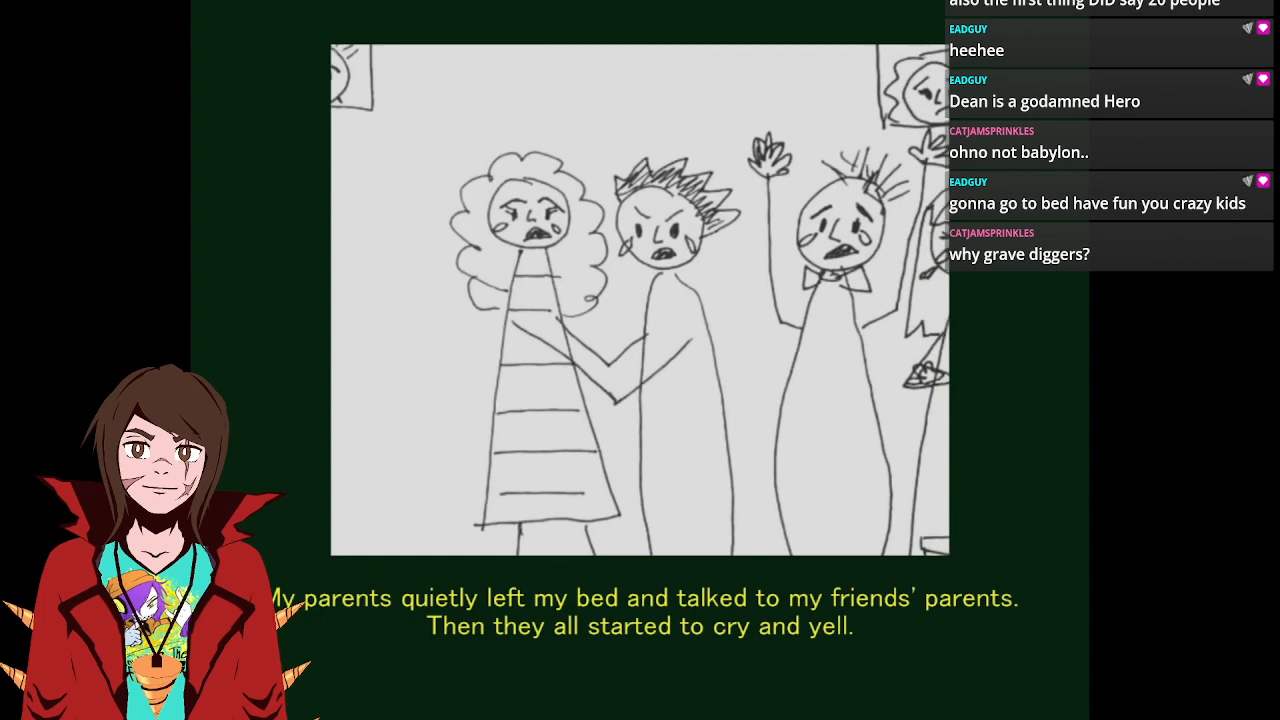 also the first thing DID say 20 people
EADGUY
heehee
EADGUY
Dean is a godamned Hero
CATJAMSPRINKLES
ohno not babylon..
EADGUY
gonna go to bed have fun you crazy kids
CATJAMSPRINKLES
why grave diggers?
My parents quietly left my bed and talked to my friends' parents.
Then they all started to cry and yell.